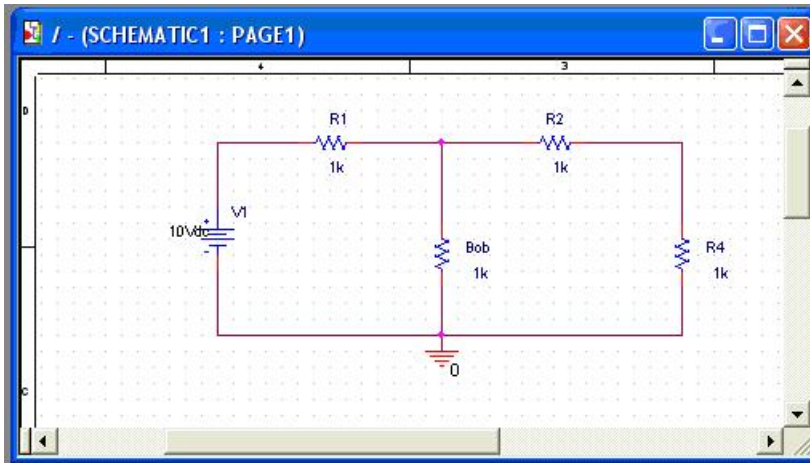 / - (SCHEMATIC1 : PAGE1)
4 3
D
R1 R2
1k 1k
V1
10Vdc
+
-
Bob
1k
R4
1k
0
C